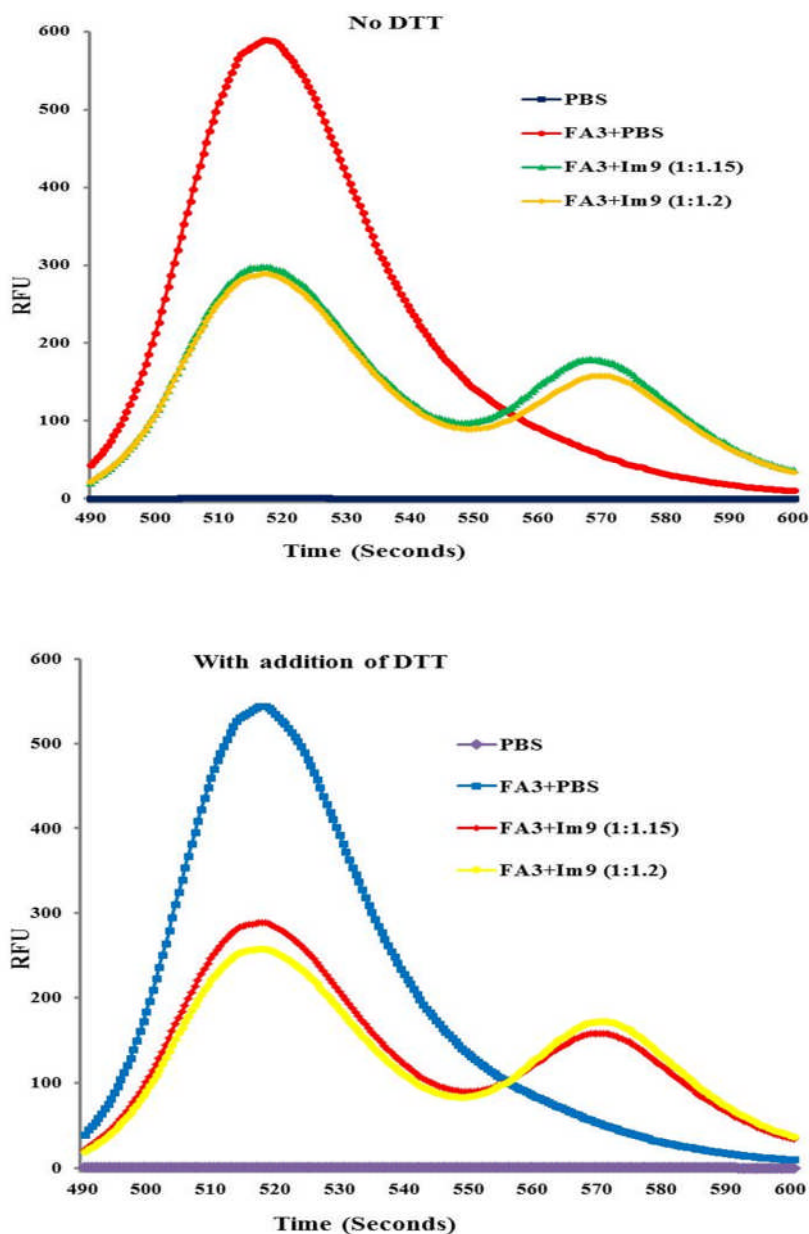 No DTT
600
500
400
300
200
100
0
RFU
PBS
FA3+PBS
FA3+Im9 (1:1.15)
FA3+Im9 (1:1.2)
490 500 510 520 530 540 550 560 570 580 590 600
Time (Seconds)
With addition of DTT
600
500
400
300
200
100
0
RFU
PBS
FA3+PBS
FA3+Im9 (1:1.15)
FA3+Im9 (1:1.2)
490 500 510 520 530 540 550 560 570 580 590 600
Time (Seconds)